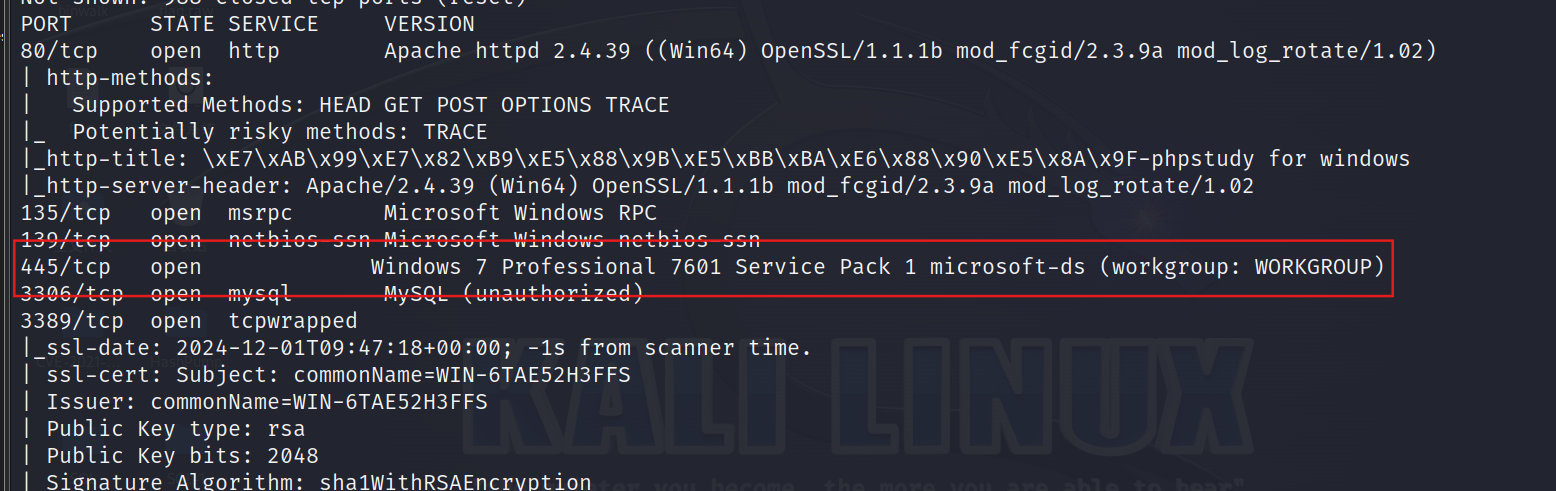 Not shown: 988 closed tcp ports (reset)
PORT      STATE SERVICE     VERSION
80/tcp    open  http        Apache httpd 2.4.39 ((Win64) OpenSSL/1.1.1b mod_fcgid/2.3.9a mod_log_rotate/1.02)
| http-methods:
|   Supported Methods: HEAD GET POST OPTIONS TRACE
|_  Potentially risky methods: TRACE
|_http-title: \xE7\xAB\x99\xE7\x82\xB9\xE5\x88\x9B\xE5\xBB\xBA\xE6\x88\x90\xE5\x8A\x9F-phpstudy for windows
|_http-server-header: Apache/2.4.39 (Win64) OpenSSL/1.1.1b mod_fcgid/2.3.9a mod_log_rotate/1.02
135/tcp   open  msrpc       Microsoft Windows RPC
139/tcp   open  netbios-ssn Microsoft Windows netbios-ssn
445/tcp   open             Windows 7 Professional 7601 Service Pack 1 microsoft-ds (workgroup: WORKGROUP)
3306/tcp  open  mysql       MySQL (unauthorized)
3389/tcp  open  tcpwrapped
|_ssl-date: 2024-12-01T09:47:18+00:00; -1s from scanner time.
| ssl-cert: Subject: commonName=WIN-6TAE52H3FFS
| Issuer: commonName=WIN-6TAE52H3FFS
| Public Key type: rsa
| Public Key bits: 2048
| Signature Algorithm: sha1WithRSAEncryption
KALI LINUX
you become, the more you are able to hear"